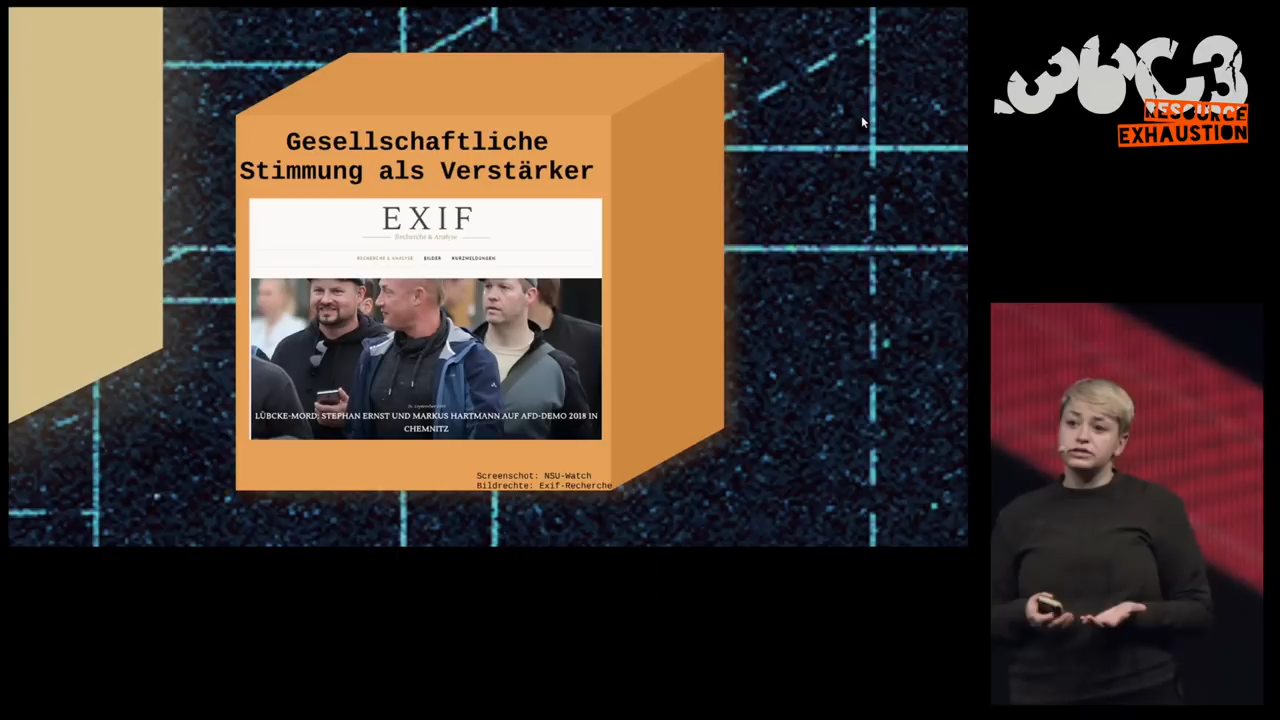 Gesellschaftliche
Stimmung als Verstärker
EXIF
Recherche & Analyse
RECHERCHE & ANALYSE BILDER KURZMELDUNGEN
LÜBCKE-MORD: STEPHAN ERNST UND MARKUS HARTMANN AUF AFD-DEMO 2018 IN
CHEMNITZ
Screenschot: NSU-Watch
Bildrechte: Exif-Recherche
36C3
RESOURCE
EXHAUSTION